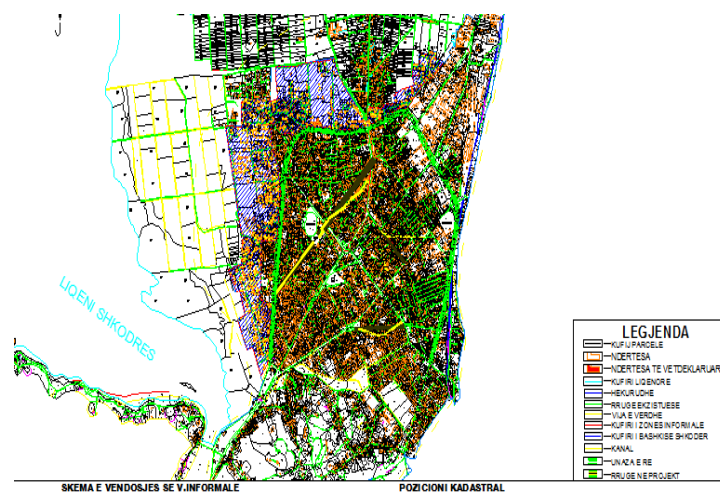 LIQENI SHKODRES
LEGJENDA
KUFIJ PARCELE
NDERTESA
NDERTESA TE VETDEKLARUAR
KUFIRI LIQENORE
HEKURUDHE
RRUGE EKZISTUESE
VIJA E VERDHE
KUFIRI I ZONES INFORMALE
KUFIRI I BASHKISE SHKODER
KANAL
UNAZA E RE
RRUGE NE PROJEKT
SKEMA E VENDOSJES SE V.INFORMALE
POZICIONI KADASTRAL